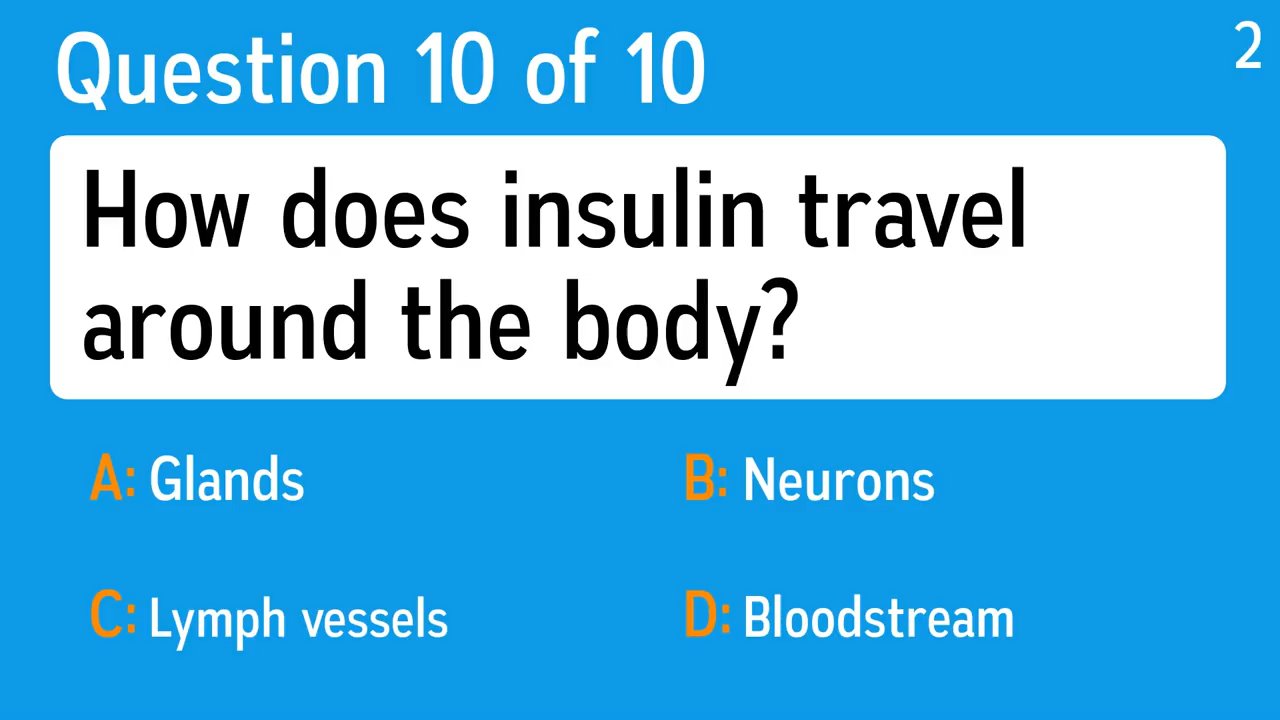 Question 10 of 10
2
How does insulin travel
around the body?
A: Glands
B: Neurons
C: Lymph vessels
D: Bloodstream